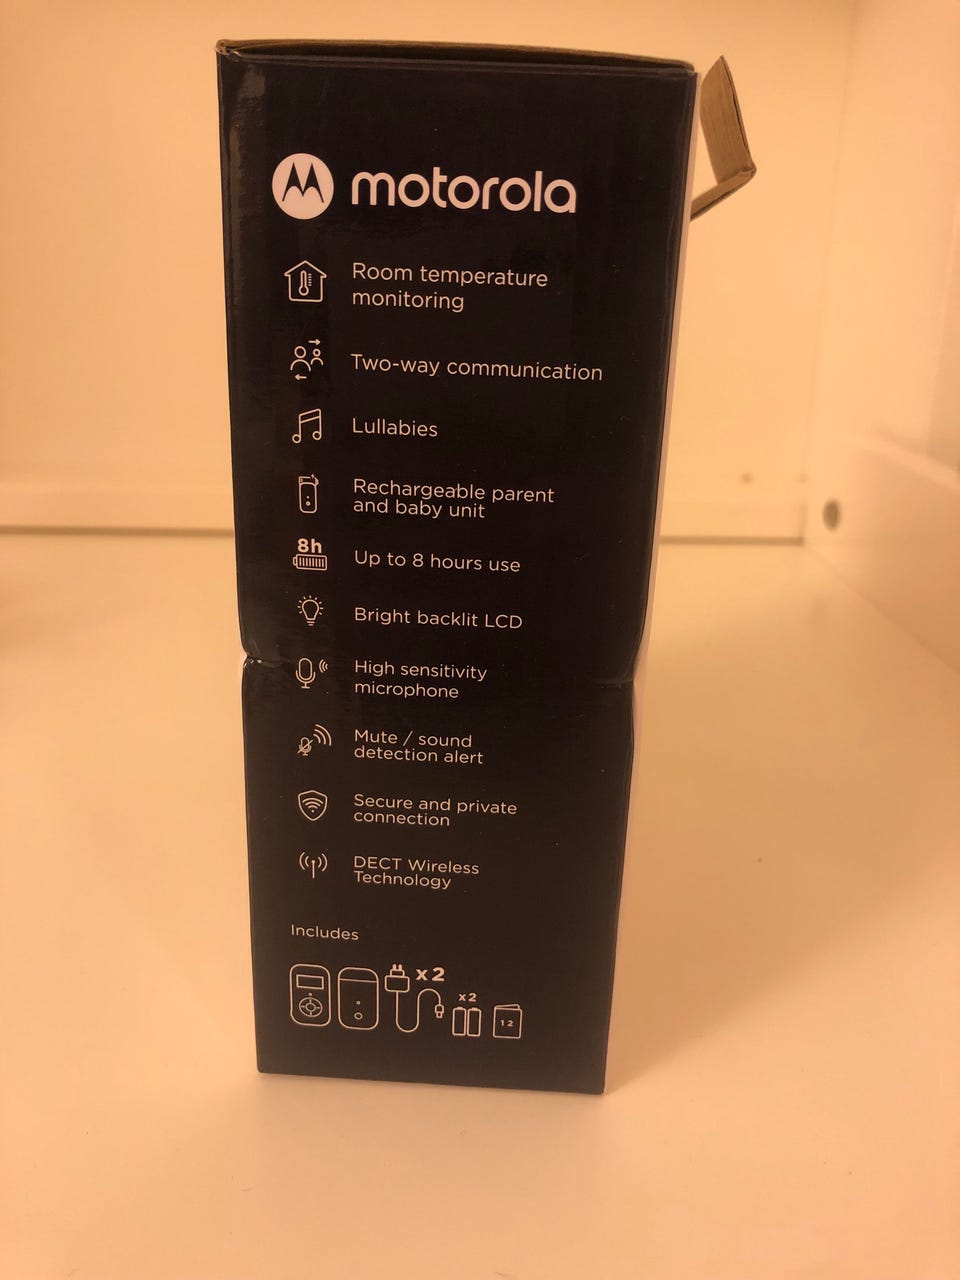 motorola
Room temperature
monitoring
Two-way communication
Lullabies
Rechargeable parent
and baby unit
8h
Up to 8 hours use
Bright backlit LCD
High sensitivity
microphone
Mute / sound
detection alert
Secure and private
connection
DECT Wireless
Technology
Includes
x2
x2
12